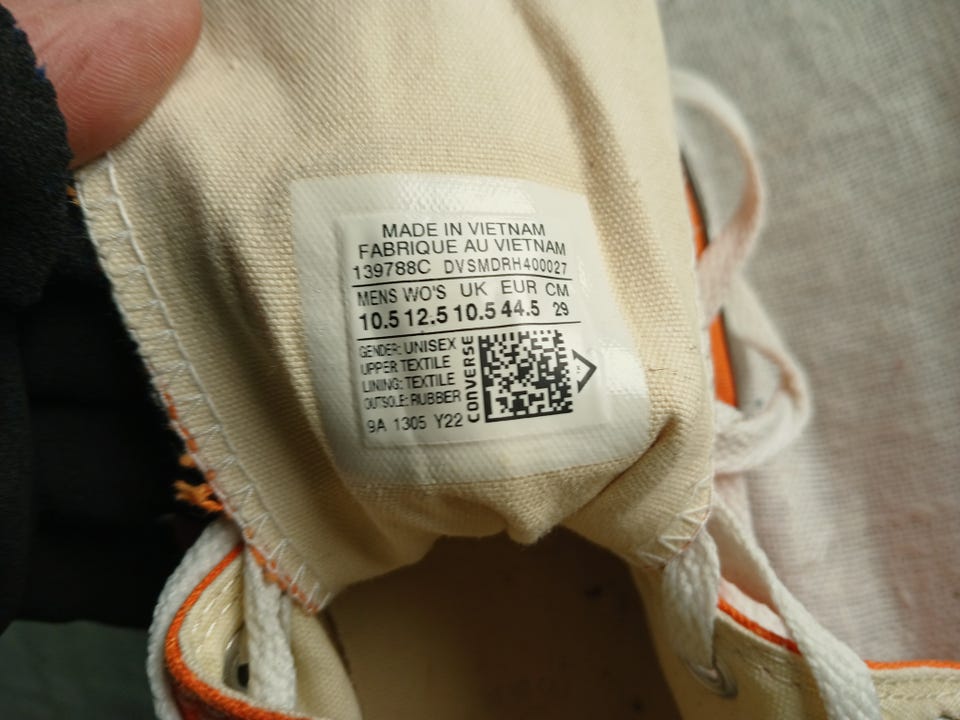 MADE IN VIETNAM
FABRIQUE AU VIETNAM
139788C DVSMDRH400027
MENS WO'S UK EUR CM
10.5 12.5 10.5 44.5 29
GENDER: UNISEX
UPPER TEXTILE
LINING: TEXTILE
OUTSOLE: RUBBER
9A 1305 Y22
CONVERSE
TM